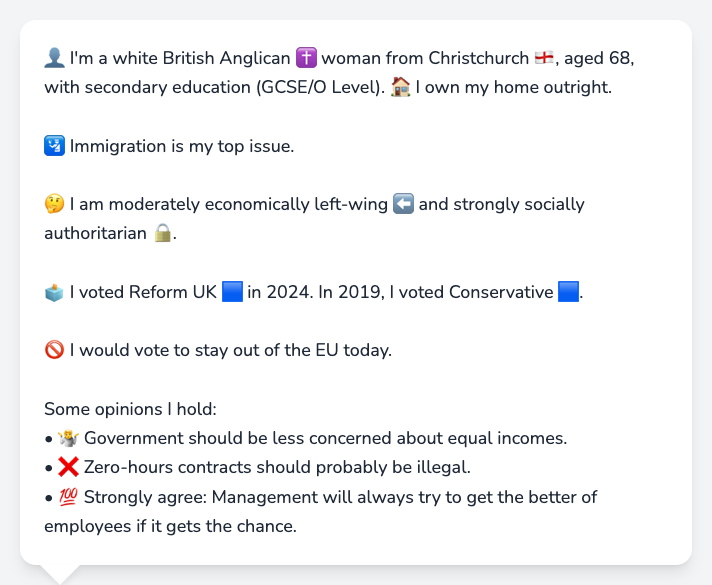 👤 I'm a white British Anglican ✝️ woman from Christchurch 🏴󠁧󠁢󠁥󠁮󠁧󠁿, aged 68,
with secondary education (GCSE/O Level). 🏠 I own my home outright.
🛂 Immigration is my top issue.
🤔 I am moderately economically left-wing ⬅️ and strongly socially
authoritarian 🔒.
🗳️ I voted Reform UK 🟦 in 2024. In 2019, I voted Conservative 🟦.
🚫 I would vote to stay out of the EU today.
Some opinions I hold:
• 🤷 Government should be less concerned about equal incomes.
• ❌ Zero-hours contracts should probably be illegal.
• 💯 Strongly agree: Management will always try to get the better of
employees if it gets the chance.